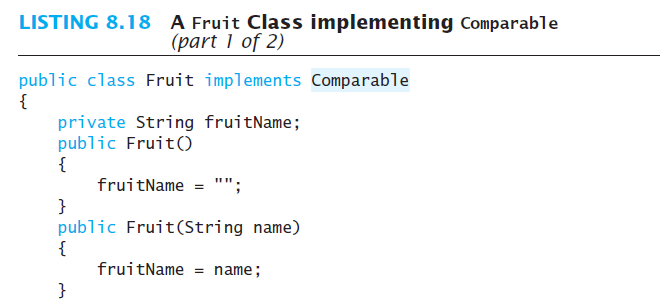 LISTING 8.18 A Fruit Class implementing Comparable
(part 1 of 2)
public class Fruit implements Comparable
{
    private String fruitName;
    public Fruit()
    {
        fruitName = "";
    }
    public Fruit(String name)
    {
        fruitName = name;
    }